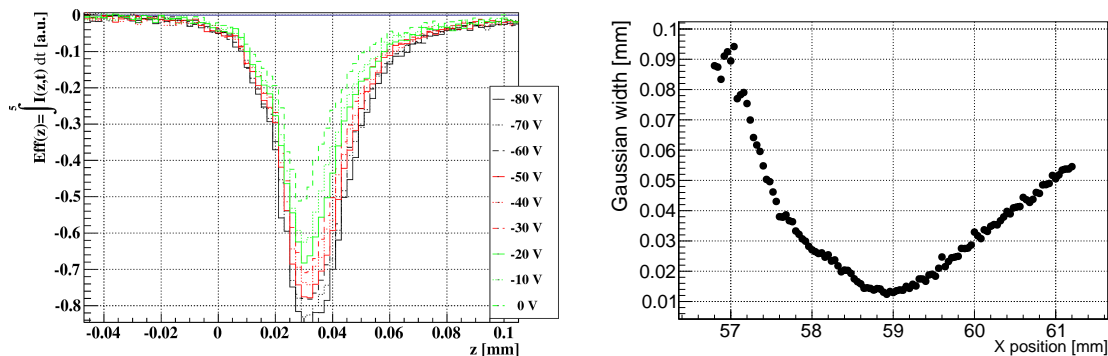 Eff(z)= ∫ I(z,t) dt [a.u.]
5
0
-0.1
-0.2
-0.3
-0.4
-0.5
-0.6
-0.7
-0.8
-0.04
-0.02
0
0.02
0.04
0.06
0.08
0.1
z [mm]
-80 V
-70 V
-60 V
-50 V
-40 V
-30 V
-20 V
-10 V
0 V
Gaussian width [mm]
0.1
0.09
0.08
0.07
0.06
0.05
0.04
0.03
0.02
0.01
57
58
59
60
61
X position [mm]